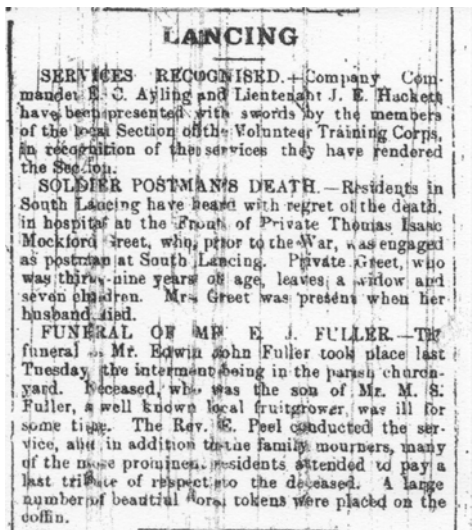 LANCING
SERVICES RECOGNISED.—Company Com-
mander E. C. Ayling and Lieutenant J. E. Hackett
have been presented with swords by the members
of the local Section of the Volunteer Training Corps,
in recognition of the services they have rendered
the Section.
SOLDIER POSTMAN'S DEATH.—Residents in
South Lancing have heard with regret of the death,
in hospital at the Front, of Private Thomas Isaac
Mockford Greet, who, prior to the War, was engaged
as postman at South Lancing. Private Greet, who
was thirty-nine years of age, leaves a widow and
seven children. Mrs. Greet was present when her
husband died.
FUNERAL OF MR. E. J. FULLER.—The
funeral of Mr. Edwin John Fuller took place last
Tuesday, the interment being in the parish church-
yard. Deceased, who was the son of Mr. M. S.
Fuller, a well known local fruitgrower, was ill for
some time. The Rev. E. Peel conducted the ser-
vice, and in addition to the family mourners, many
of the more prominent residents attended to pay a
last tribute of respect to the deceased. A large
number of beautiful floral tokens were placed on the
coffin.